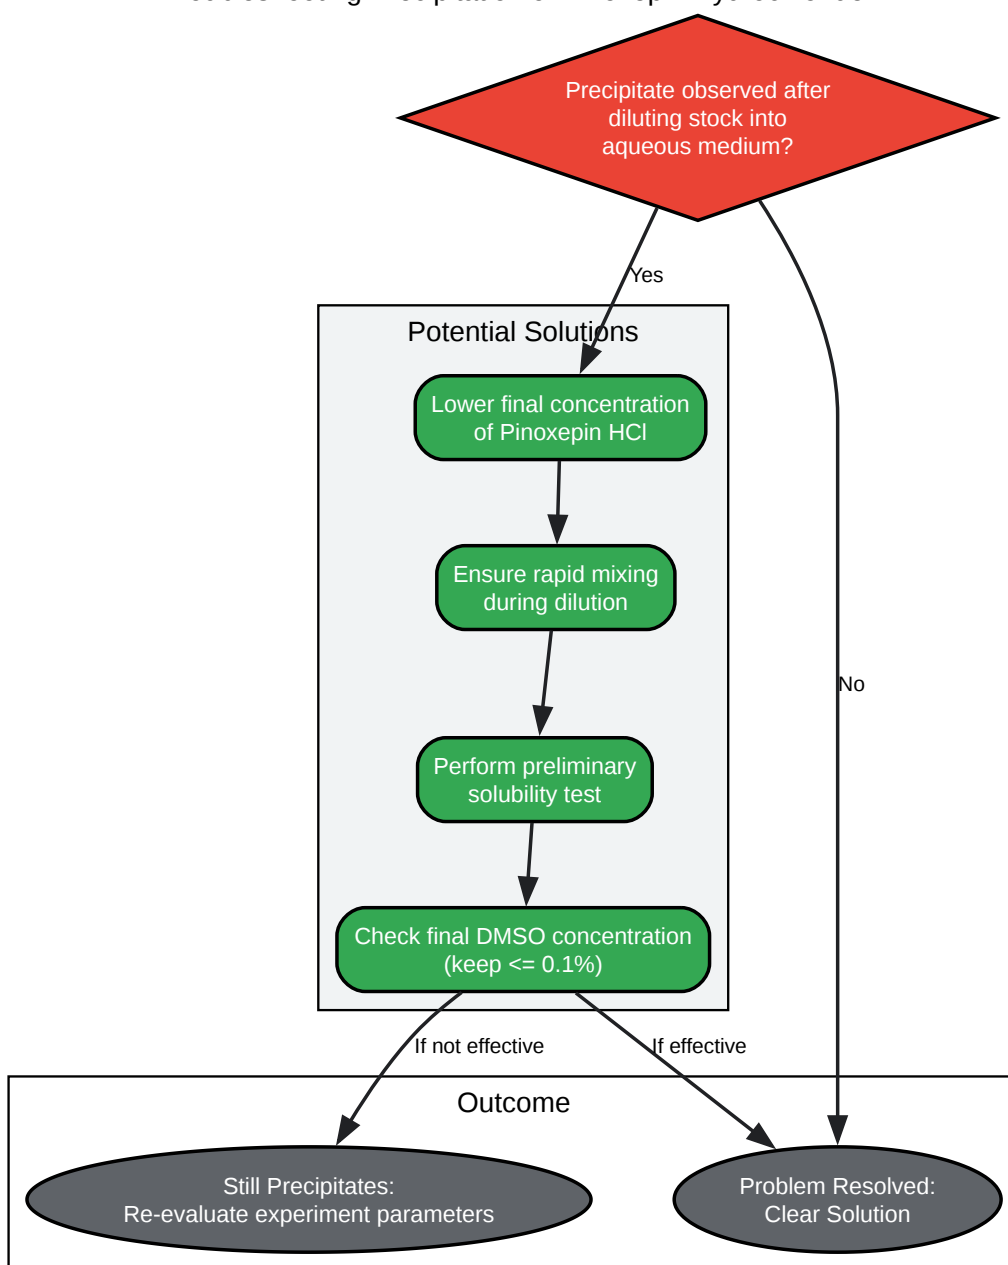 Precipitate observed after
diluting stock into
aqueous medium?
Yes
Potential Solutions
Lower final concentration
of Pinoxepin HCl
Ensure rapid mixing
during dilution
No
Perform preliminary
solubility test
Check final DMSO concentration
(keep <= 0.1%)
If not effective
If effective
Outcome
Still Precipitates:
Re-evaluate experiment parameters
Problem Resolved:
Clear Solution